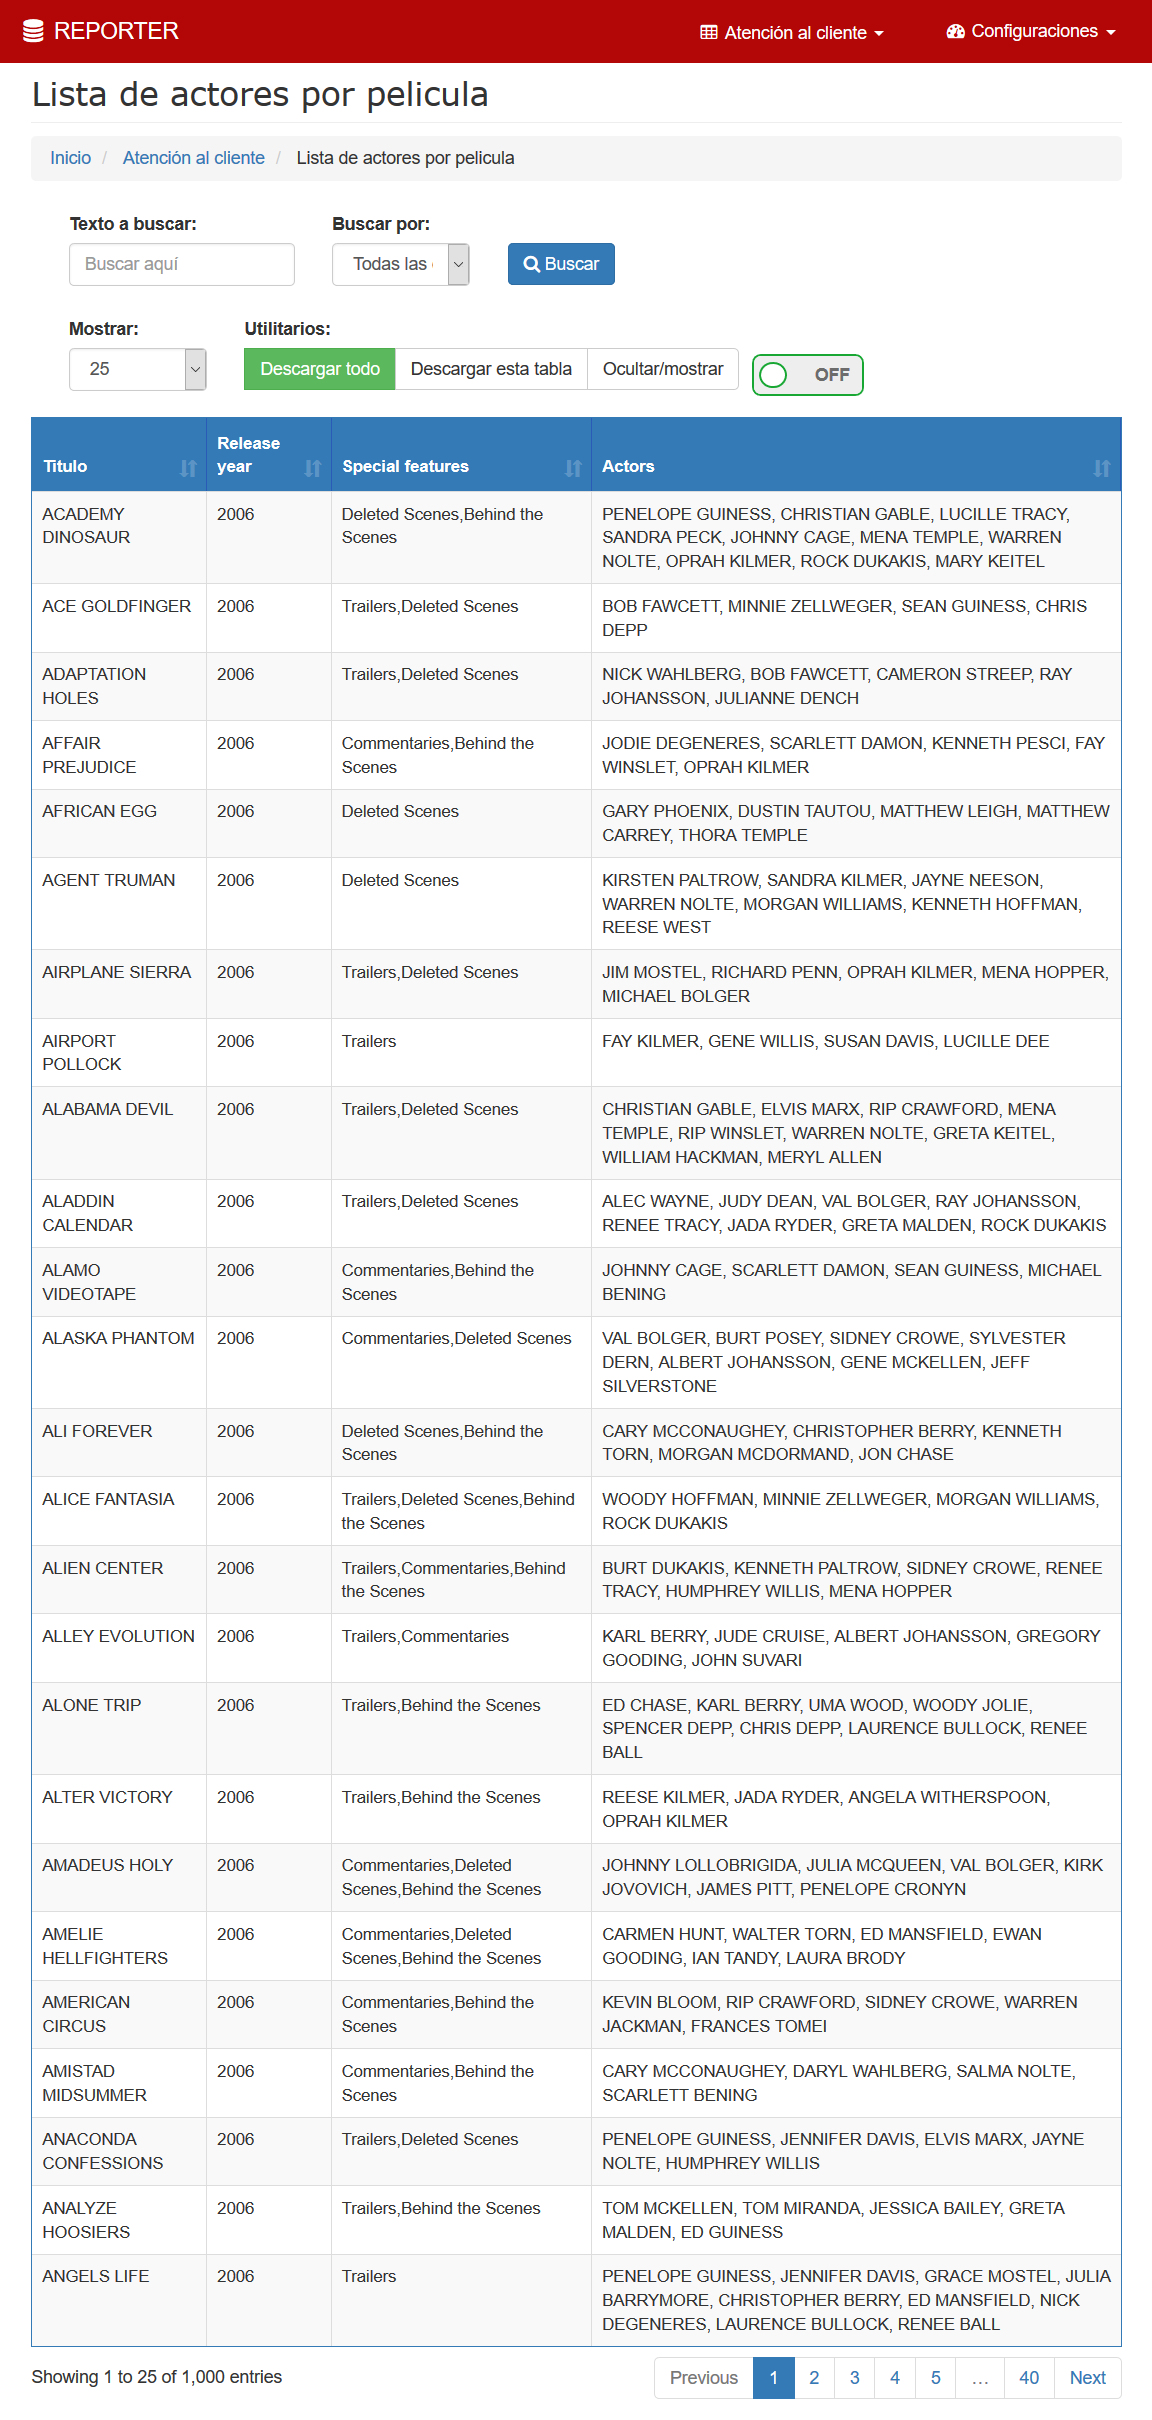 REPORTER
Atención al cliente
Configuraciones
Lista de actores por pelicula
Inicio / Atención al cliente / Lista de actores por pelicula
Texto a buscar:
Buscar por:
Buscar aquí
Todas las
Buscar
Mostrar:
Utilitarios:
25
Descargar todo
Descargar esta tabla
Ocultar/mostrar
OFF
Release
Titulo year Special features Actors
ACADEMY 2006 Deleted Scenes,Behind the PENELOPE GUINESS, CHRISTIAN GABLE, LUCILLE TRACY,
DINOSAUR Scenes SANDRA PECK, JOHNNY CAGE, MENA TEMPLE, WARREN
NOLTE, OPRAH KILMER, ROCK DUKAKIS, MARY KEITEL
ACE GOLDFINGER 2006 Trailers,Deleted Scenes BOB FAWCETT, MINNIE ZELLWEGER, SEAN GUINESS, CHRIS
DEPP
ADAPTATION 2006 Trailers,Deleted Scenes NICK WAHLBERG, BOB FAWCETT, CAMERON STREEP, RAY
HOLES JOHANSSON, JULIANNE DENCH
AFFAIR 2006 Commentaries,Behind the JODIE DEGENERES, SCARLETT DAMON, KENNETH PESCI, FAY
PREJUDICE Scenes WINSLET, OPRAH KILMER
AFRICAN EGG 2006 Deleted Scenes GARY PHOENIX, DUSTIN TAUTOU, MATTHEW LEIGH, MATTHEW
CARREY, THORA TEMPLE
AGENT TRUMAN 2006 Deleted Scenes KIRSTEN PALTROW, SANDRA KILMER, JAYNE NEESON,
WARREN NOLTE, MORGAN WILLIAMS, KENNETH HOFFMAN,
REESE WEST
AIRPLANE SIERRA 2006 Trailers,Deleted Scenes JIM MOSTEL, RICHARD PENN, OPRAH KILMER, MENA HOPPER,
MICHAEL BOLGER
AIRPORT 2006 Trailers FAY KILMER, GENE WILLIS, SUSAN DAVIS, LUCILLE DEE
POLLOCK
ALABAMA DEVIL 2006 Trailers,Deleted Scenes CHRISTIAN GABLE, ELVIS MARX, RIP CRAWFORD, MENA
TEMPLE, RIP WINSLET, WARREN NOLTE, GRETA KEITEL,
WILLIAM HACKMAN, MERYL ALLEN
ALADDIN 2006 Trailers,Deleted Scenes ALEC WAYNE, JUDY DEAN, VAL BOLGER, RAY JOHANSSON,
CALENDAR RENEE TRACY, JADA RYDER, GRETA MALDEN, ROCK DUKAKIS
ALAMO 2006 Commentaries,Behind the JOHNNY CAGE, SCARLETT DAMON, SEAN GUINESS, MICHAEL
VIDEOTAPE Scenes BENING
ALASKA PHANTOM 2006 Commentaries,Deleted Scenes VAL BOLGER, BURT POSEY, SIDNEY CROWE, SYLVESTER
DERN, ALBERT JOHANSSON, GENE MCKELLEN, JEFF
SILVERSTONE
ALI FOREVER 2006 Deleted Scenes,Behind the CARY MCCONAUGHEY, CHRISTOPHER BERRY, KENNETH
Scenes TORN, MORGAN MCDORMAND, JON CHASE
ALICE FANTASIA 2006 Trailers,Deleted Scenes,Behind WOODY HOFFMAN, MINNIE ZELLWEGER, MORGAN WILLIAMS,
the Scenes ROCK DUKAKIS
ALIEN CENTER 2006 Trailers,Commentaries,Behind BURT DUKAKIS, KENNETH PALTROW, SIDNEY CROWE, RENEE
the Scenes TRACY, HUMPHREY WILLIS, MENA HOPPER
ALLEY EVOLUTION 2006 Trailers,Commentaries KARL BERRY, JUDE CRUISE, ALBERT JOHANSSON, GREGORY
GOODING, JOHN SUVARI
ALONE TRIP 2006 Trailers,Behind the Scenes ED CHASE, KARL BERRY, UMA WOOD, WOODY JOLIE,
SPENCER DEPP, CHRIS DEPP, LAURENCE BULLOCK, RENEE
BALL
ALTER VICTORY 2006 Trailers,Behind the Scenes REESE KILMER, JADA RYDER, ANGELA WITHERSPOON,
OPRAH KILMER
AMADEUS HOLY 2006 Commentaries,Deleted JOHNNY LOLLOBRIGIDA, JULIA MCQUEEN, VAL BOLGER, KIRK
Scenes,Behind the Scenes JOVOVICH, JAMES PITT, PENELOPE CRONYN
AMELIE 2006 Commentaries,Deleted CARMEN HUNT, WALTER TORN, ED MANSFIELD, EWAN
HELLFIGHTERS Scenes,Behind the Scenes GOODING, IAN TANDY, LAURA BRODY
AMERICAN 2006 Commentaries,Behind the KEVIN BLOOM, RIP CRAWFORD, SIDNEY CROWE, WARREN
CIRCUS Scenes JACKMAN, FRANCES TOMEI
AMISTAD 2006 Commentaries,Behind the CARY MCCONAUGHEY, DARYL WAHLBERG, SALMA NOLTE,
MIDSUMMER Scenes SCARLETT BENING
ANACONDA 2006 Trailers,Deleted Scenes PENELOPE GUINESS, JENNIFER DAVIS, ELVIS MARX, JAYNE
CONFESSIONS NOLTE, HUMPHREY WILLIS
ANALYZE 2006 Trailers,Behind the Scenes TOM MCKELLEN, TOM MIRANDA, JESSICA BAILEY, GRETA
HOOSIERS MALDEN, ED GUINESS
ANGELS LIFE 2006 Trailers PENELOPE GUINESS, JENNIFER DAVIS, GRACE MOSTEL, JULIA
BARRYMORE, CHRISTOPHER BERRY, ED MANSFIELD, NICK
DEGENERES, LAURENCE BULLOCK, RENEE BALL
Showing 1 to 25 of 1,000 entries
Previous 1 2 3 4 5 … 40 Next